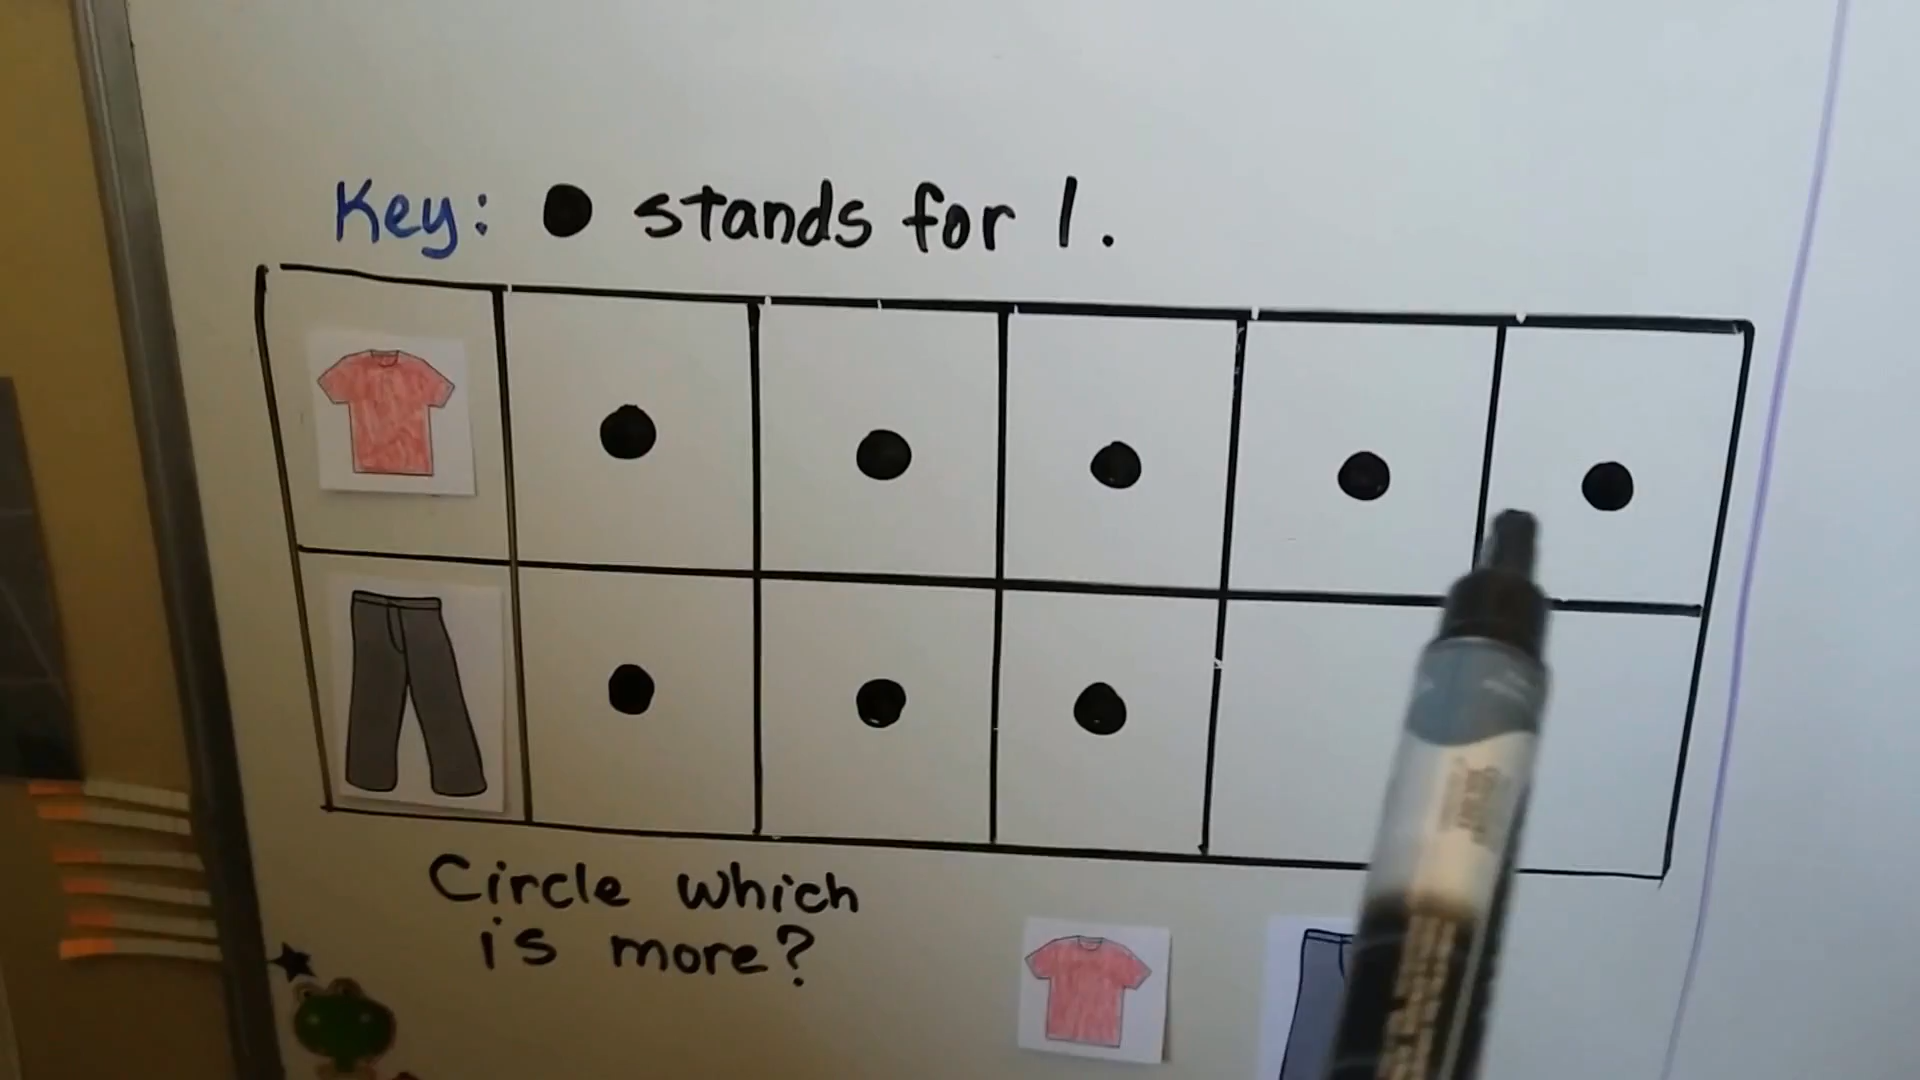 Key: ● stands for 1.
Circle which
is more?